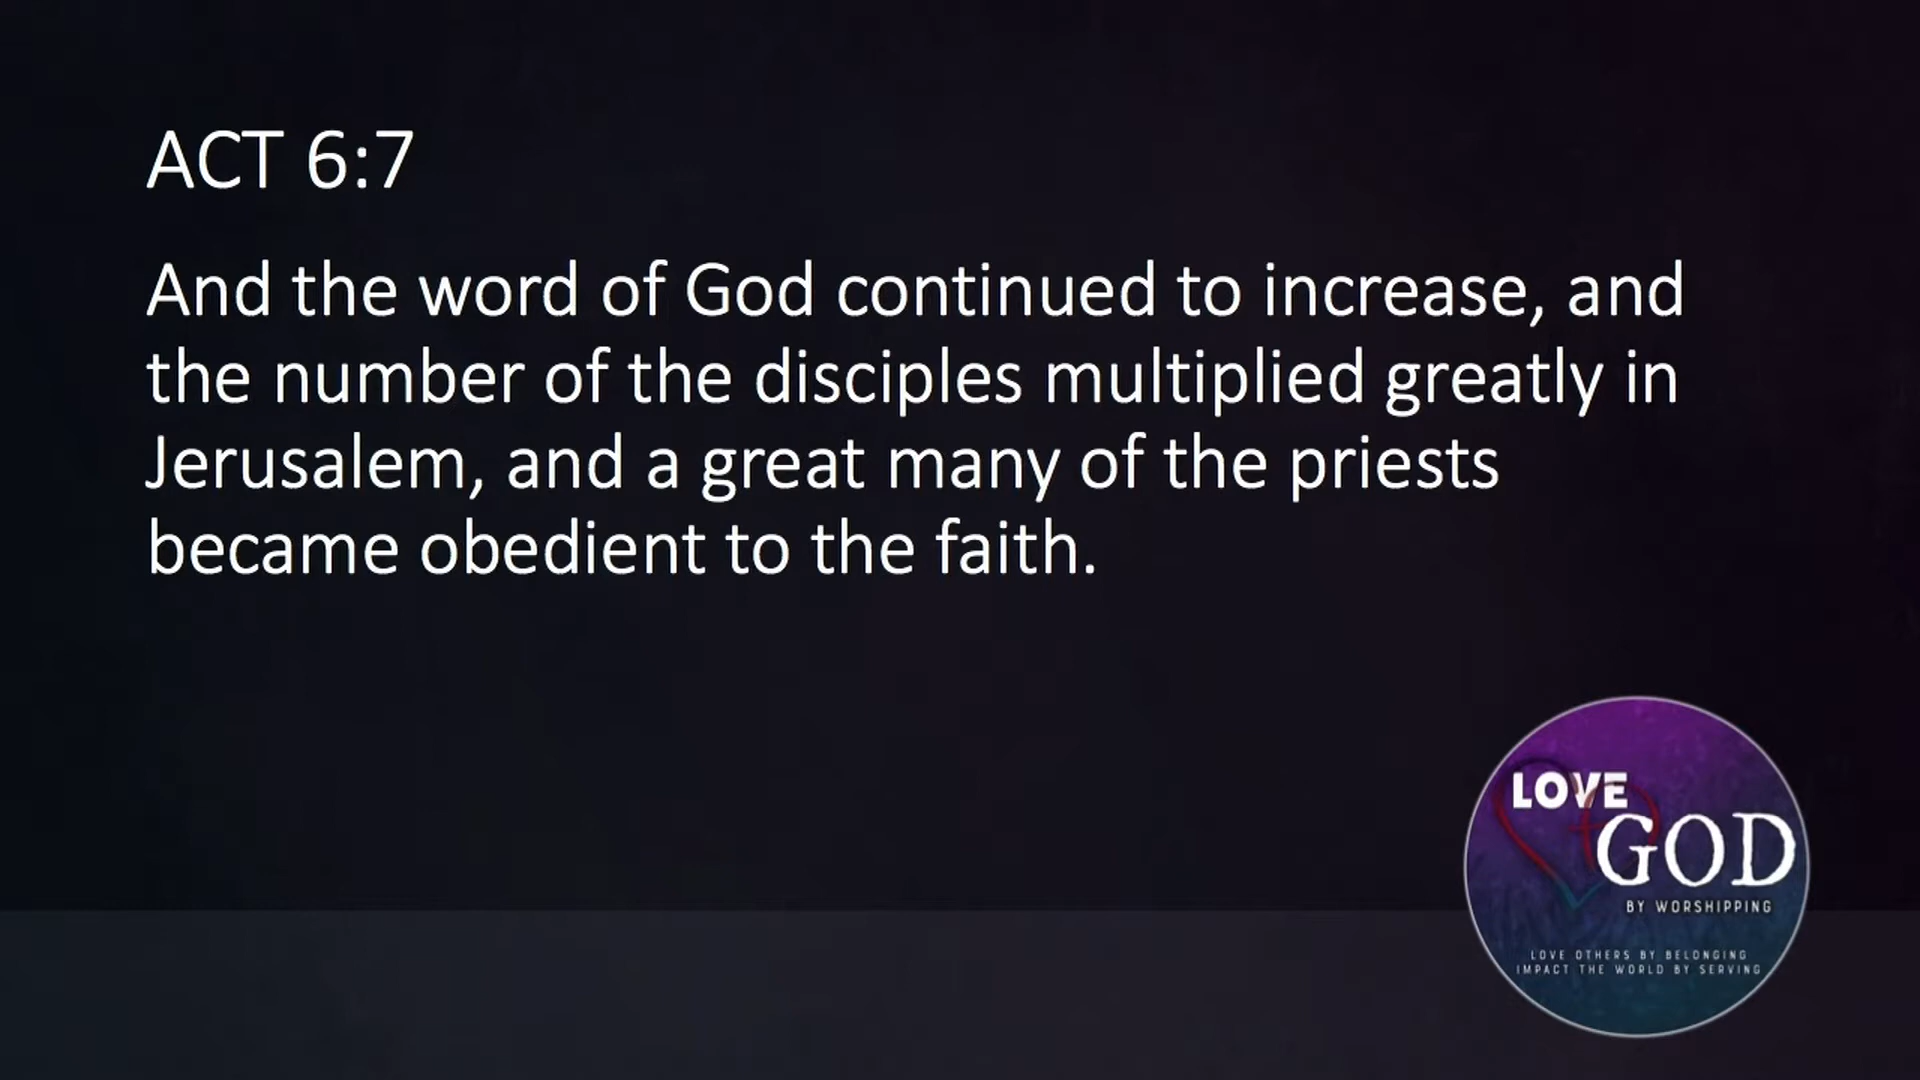 ACT 6:7
And the word of God continued to increase, and
the number of the disciples multiplied greatly in
Jerusalem, and a great many of the priests
became obedient to the faith.
LOVE
GOD
BY WORSHIPPING
LOVE OTHERS BY BELONGING
IMPACT THE WORLD BY SERVING